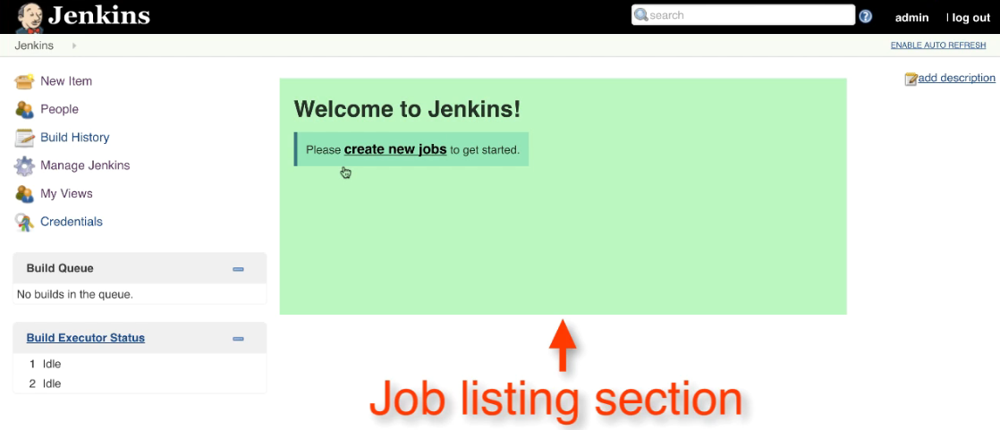 Jenkins
search
admin | log out
Jenkins
ENABLE AUTO REFRESH
New Item
People
Build History
Manage Jenkins
My Views
Credentials
Build Queue
No builds in the queue.
Build Executor Status
1 Idle
2 Idle
add description
Welcome to Jenkins!
Please create new jobs to get started.
Job listing section